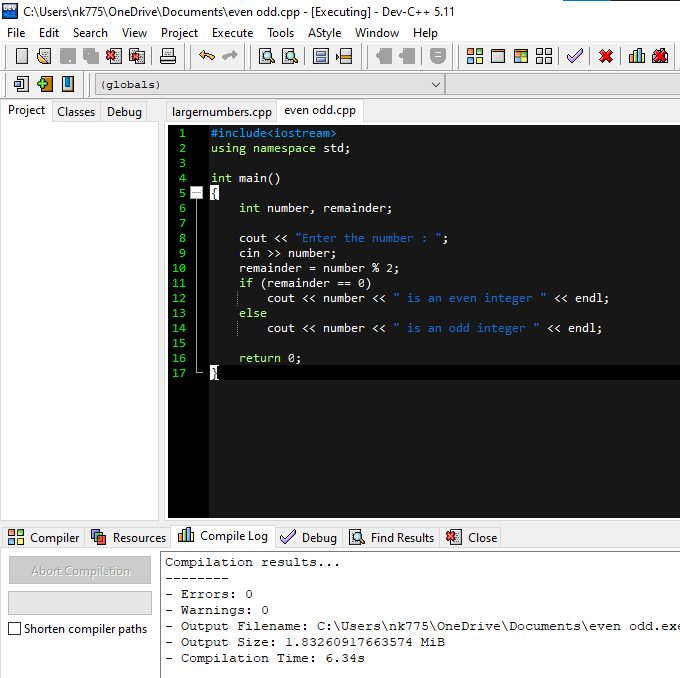 C:\Users\nk775\OneDrive\Documents\even odd.cpp - [Executing] - Dev-C++ 5.11
File Edit Search View Project Execute Tools AStyle Window Help
(globals)
Project Classes Debug
largernumbers.cpp even odd.cpp
1 #include<iostream>
2 using namespace std;
3
4 int main()
5 {
6 int number, remainder;
7
8 cout << "Enter the number : ";
9 cin >> number;
10 remainder = number % 2;
11 if (remainder == 0)
12 cout << number << " is an even integer " << endl;
13 else
14 cout << number << " is an odd integer " << endl;
15
16 return 0;
17 }
Compiler Resources Compile Log Debug Find Results Close
Abort Compilation
Shorten compiler paths
Compilation results...
--------
- Errors: 0
- Warnings: 0
- Output Filename: C:\Users\nk775\OneDrive\Documents\even odd.exe
- Output Size: 1.83260917663574 MiB
- Compilation Time: 6.34s